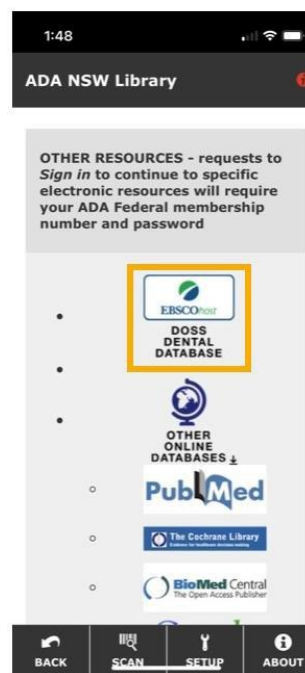 1:48
ADA NSW Library
OTHER RESOURCES - requests to
Sign in to continue to specific
electronic resources will require
your ADA Federal membership
number and password
EBSCOhost
DOSS
DENTAL
DATABASE
OTHER
ONLINE
DATABASES
PubMed
The Cochrane Library
BioMed Central
The Open Access Publisher
BACK SCAN SETUP ABOUT